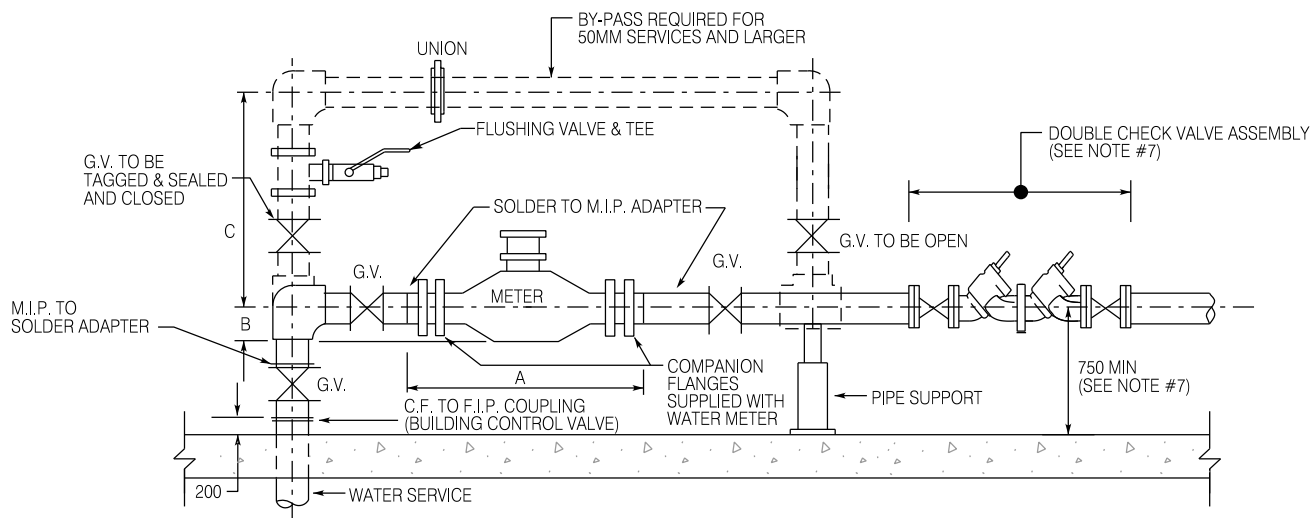 BY-PASS REQUIRED FOR
50MM SERVICES AND LARGER
UNION
FLUSHING VALVE & TEE
DOUBLE CHECK VALVE ASSEMBLY
(SEE NOTE #7)
G.V. TO BE
TAGGED & SEALED
AND CLOSED
SOLDER TO M.I.P. ADAPTER
C
G.V. TO BE OPEN
G.V.
G.V.
METER
M.I.P. TO
SOLDER ADAPTER
B
A
G.V.
COMPANION
FLANGES
SUPPLIED WITH
WATER METER
750 MIN
(SEE NOTE #7)
PIPE SUPPORT
C.F. TO F.I.P. COUPLING
(BUILDING CONTROL VALVE)
200
WATER SERVICE